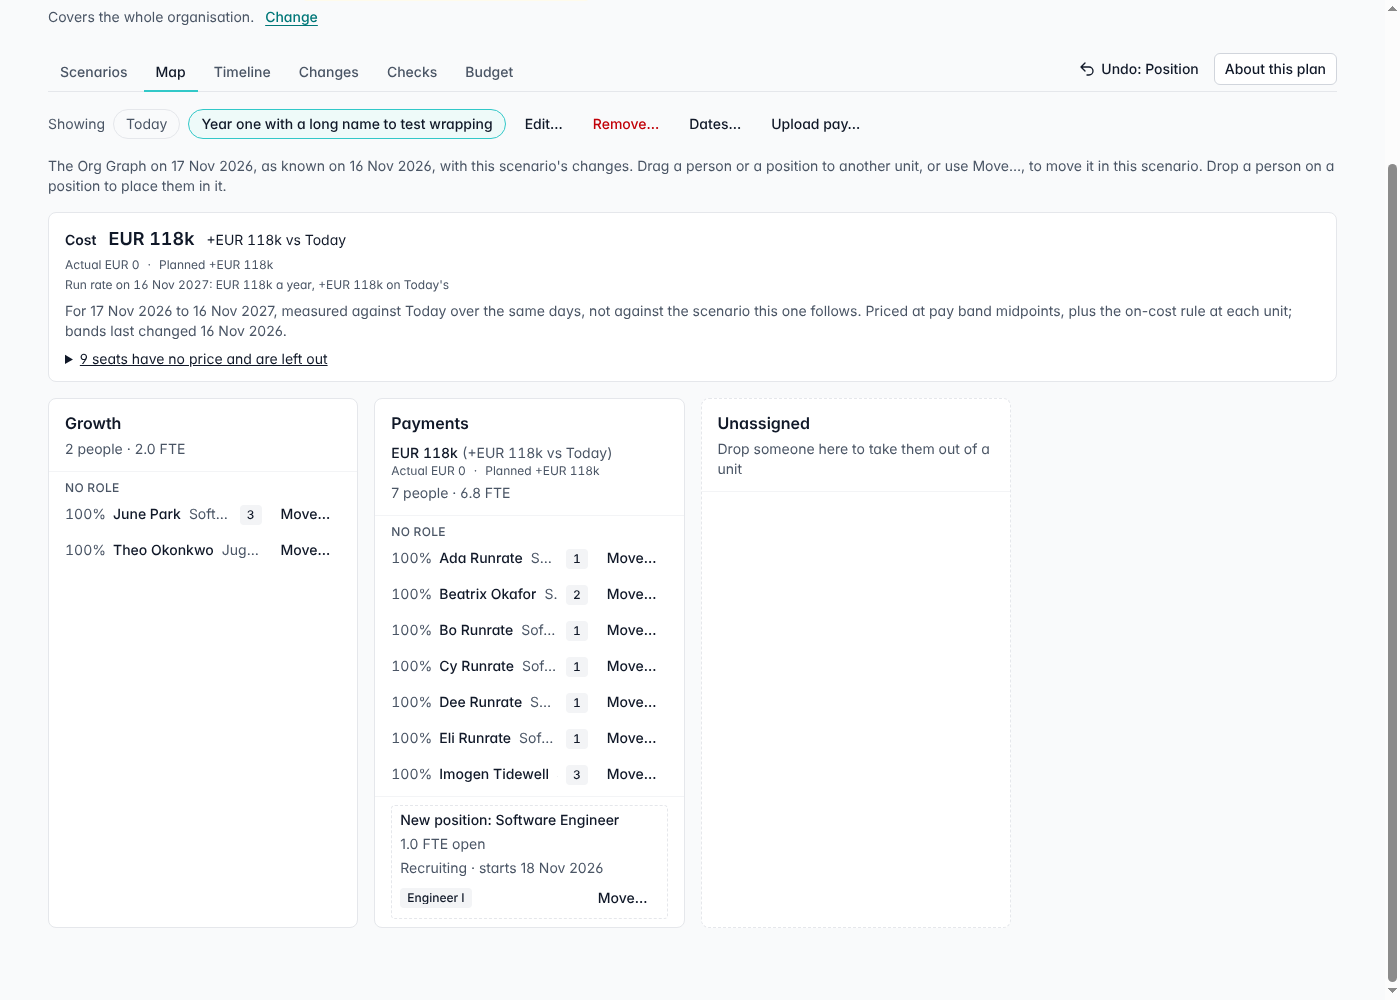 Covers the whole organisation. Change
Scenarios Map Timeline Changes Checks Budget Undo: Position About this plan
Showing Today Year one with a long name to test wrapping Edit... Remove... Dates... Upload pay...
The Org Graph on 17 Nov 2026, as known on 16 Nov 2026, with this scenario's changes. Drag a person or a position to another unit, or use Move..., to move it in this scenario. Drop a person on a
position to place them in it.
Cost EUR 118k +EUR 118k vs Today
Actual EUR 0 · Planned +EUR 118k
Run rate on 16 Nov 2027: EUR 118k a year, +EUR 118k on Today's
For 17 Nov 2026 to 16 Nov 2027, measured against Today over the same days, not against the scenario this one follows. Priced at pay band midpoints, plus the on-cost rule at each unit;
bands last changed 16 Nov 2026.
9 seats have no price and are left out
Growth
2 people · 2.0 FTE
NO ROLE
100% June Park Soft... 3 Move...
100% Theo Okonkwo Jug... Move...
Payments
EUR 118k (+EUR 118k vs Today)
Actual EUR 0 · Planned +EUR 118k
7 people · 6.8 FTE
NO ROLE
100% Ada Runrate S... 1 Move...
100% Beatrix Okafor S. 2 Move...
100% Bo Runrate Sof... 1 Move...
100% Cy Runrate Sof... 1 Move...
100% Dee Runrate S... 1 Move...
100% Eli Runrate Sof... 1 Move...
100% Imogen Tidewell 3 Move...
New position: Software Engineer
1.0 FTE open
Recruiting · starts 18 Nov 2026
Engineer I Move...
Unassigned
Drop someone here to take them out of a
unit